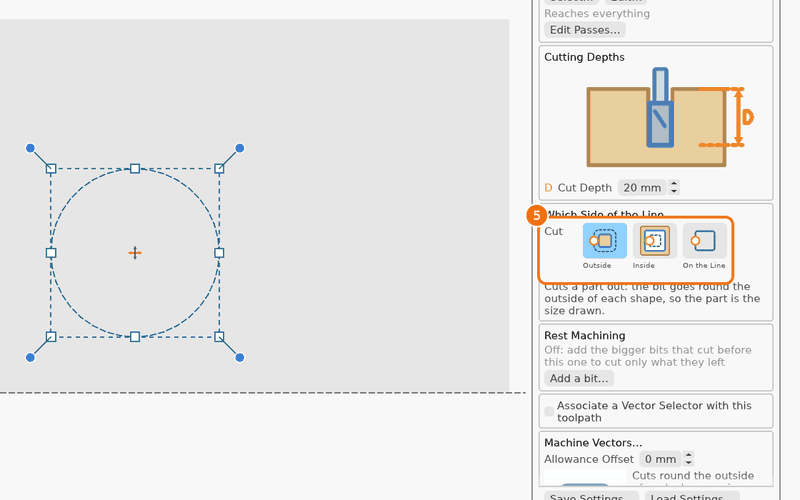 Reaches everything
Edit Passes...
Cutting Depths
D
D Cut Depth 20 mm
5
Which Side of the Line
Cut
Outside Inside On the Line
Cuts a part out: the bit goes round the
outside of each shape, so the part is the
size drawn.
Rest Machining
Off: add the bigger bits that cut before
this one to cut only what they left
Add a bit...
Associate a Vector Selector with this
toolpath
Machine Vectors...
Allowance Offset 0 mm
Cuts round the outside
Save Settings... Load Settings...